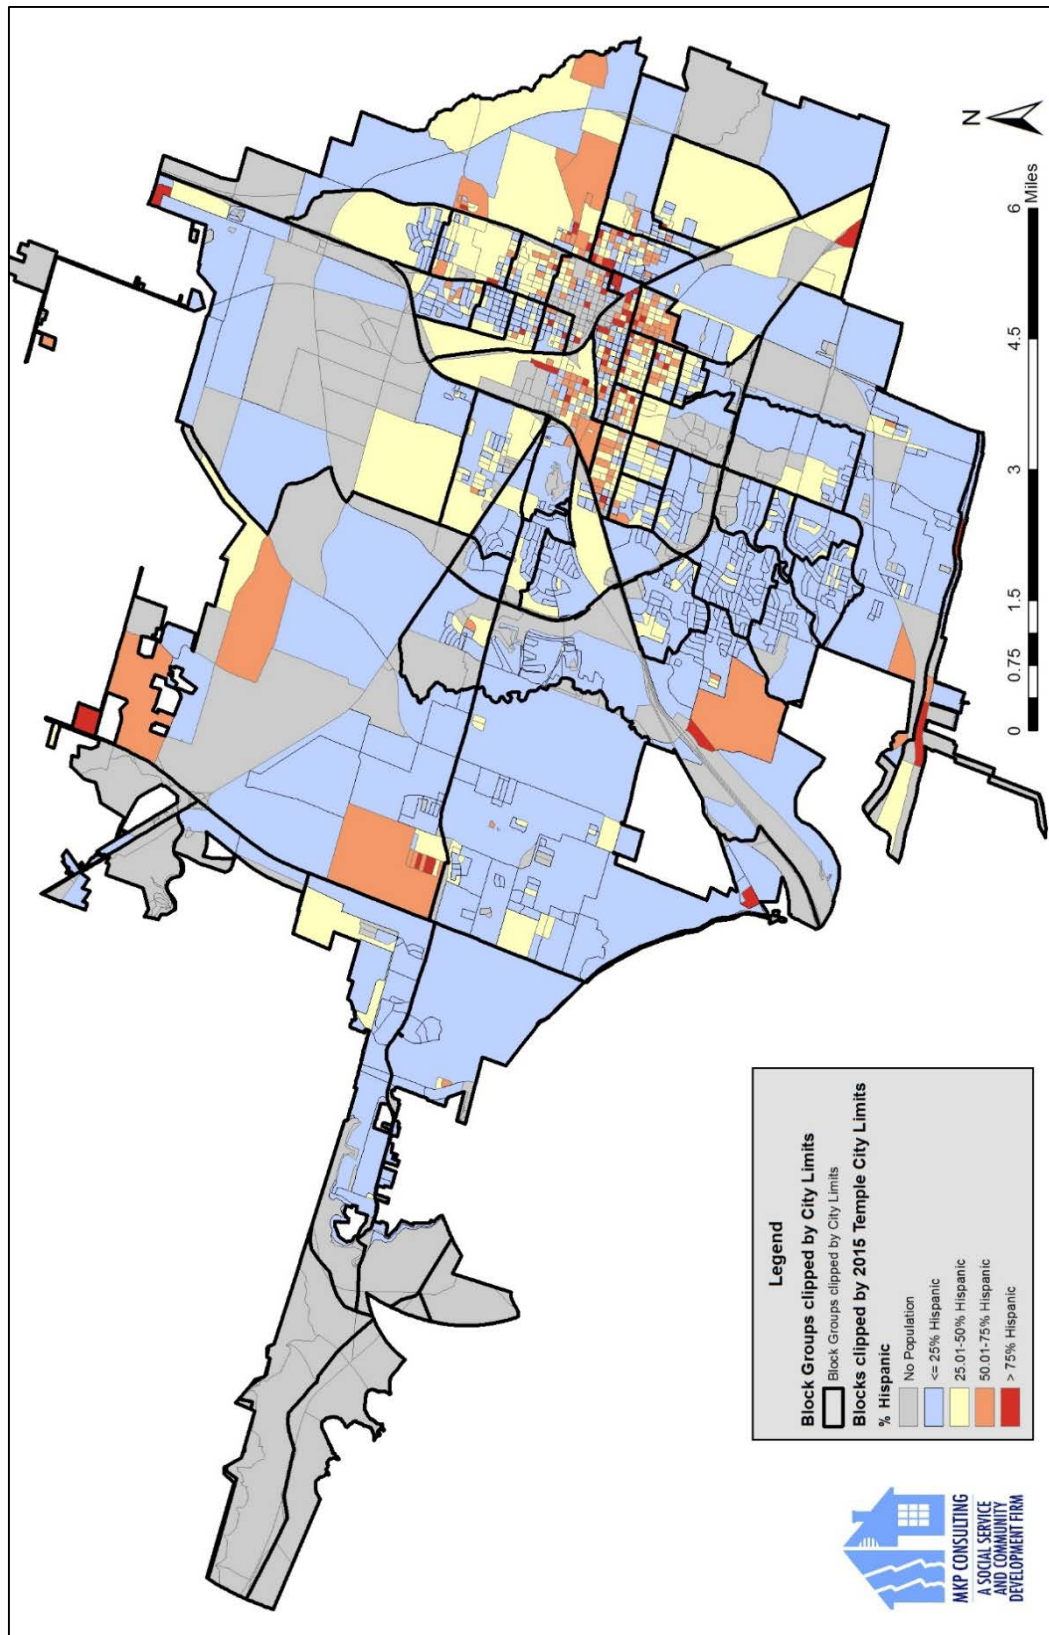 N
0 0.75 1.5 3 4.5 6
Miles
Legend
Block Groups clipped by City Limits
Block Groups clipped by City Limits
Blocks clipped by 2015 Temple City Limits
% Hispanic
No Population
<= 25% Hispanic
25.01-50% Hispanic
50.01-75% Hispanic
> 75% Hispanic
MKP CONSULTING
A SOCIAL SERVICE
AND COMMUNITY
DEVELOPMENT FIRM